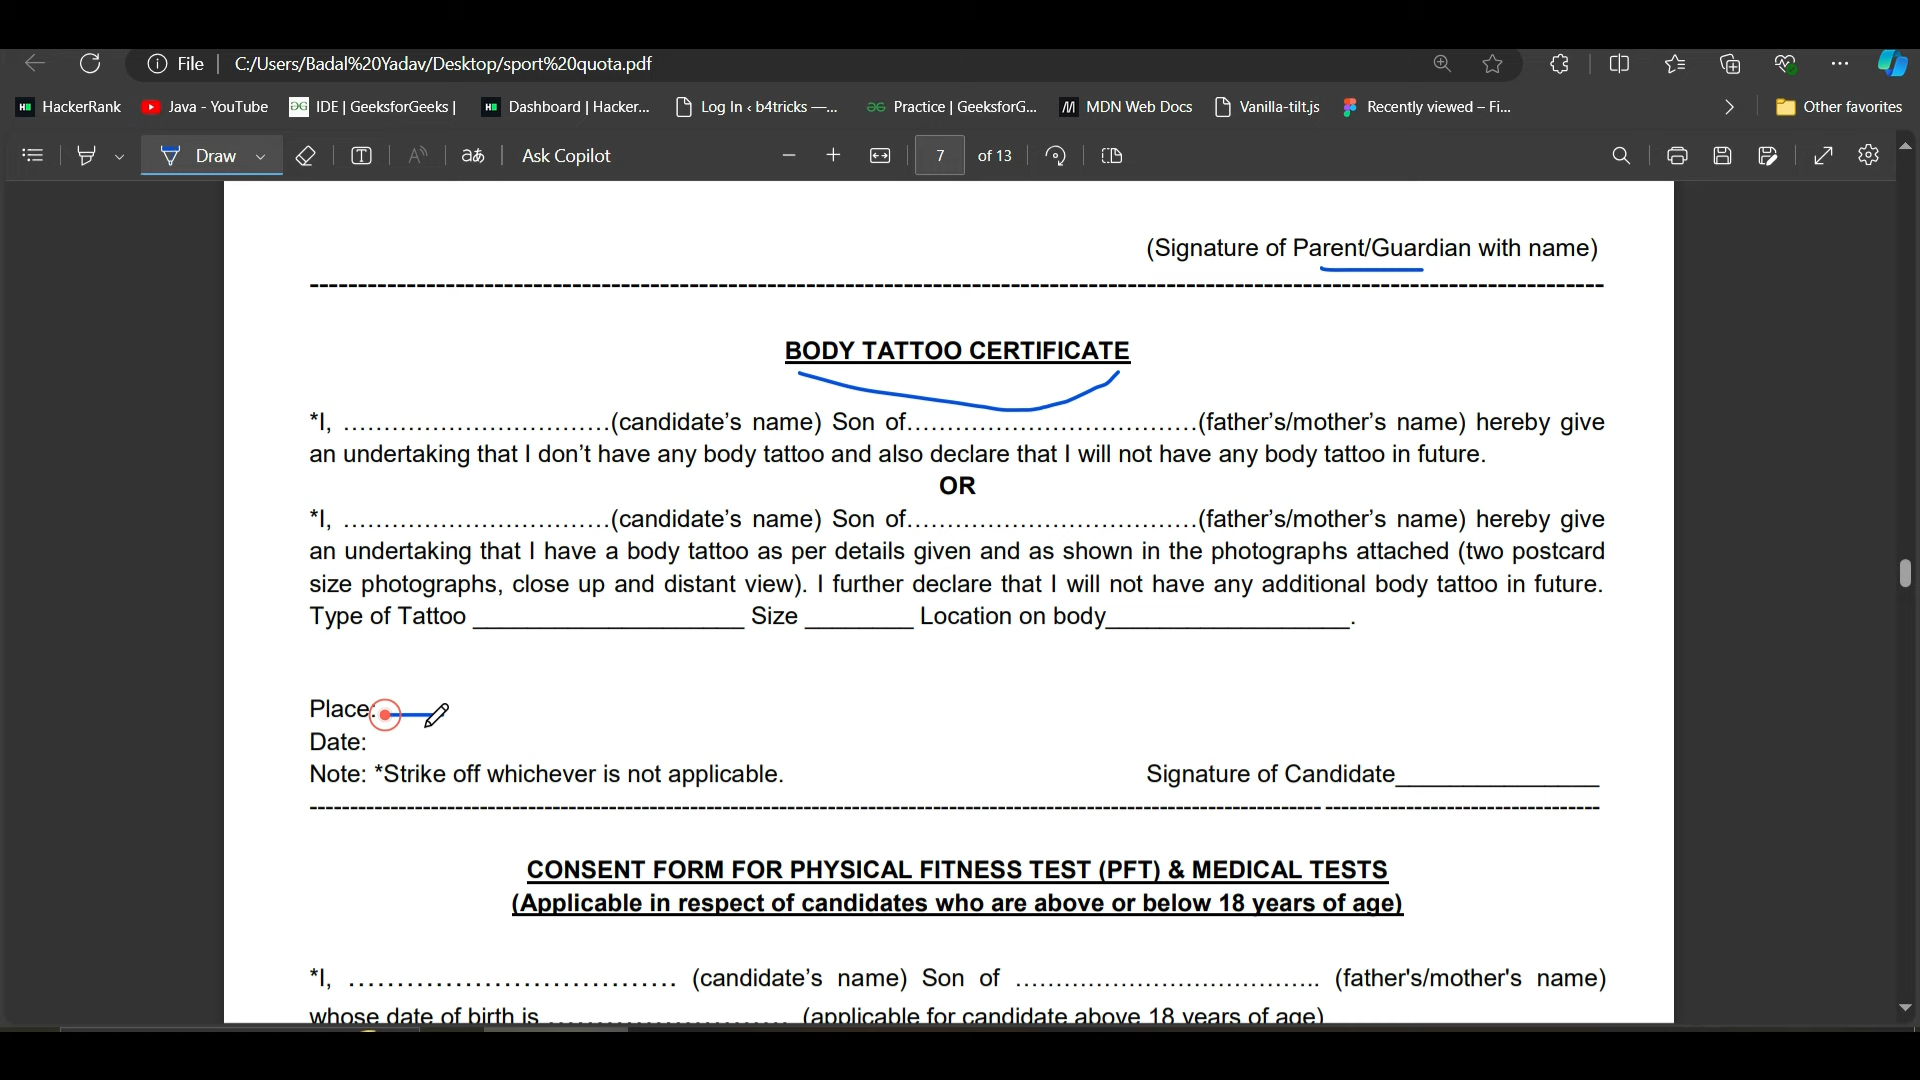 File C:/Users/Badal%20Yadav/Desktop/sport%20quota.pdf
HackerRank Java - YouTube IDE | GeeksforGeeks | Dashboard | Hacker... Log In ‹ b4tricks —... Practice | GeeksforG... MDN Web Docs Vanilla-tilt.js Recently viewed – Fi... Other favorites
Draw aあ Ask Copilot 7 of 13
(Signature of Parent/Guardian with name)
BODY TATTOO CERTIFICATE
*I, ……………………………(candidate’s name) Son of………………………………(father’s/mother’s name) hereby give
an undertaking that I don’t have any body tattoo and also declare that I will not have any body tattoo in future.
OR
*I, ……………………………(candidate’s name) Son of………………………………(father’s/mother’s name) hereby give
an undertaking that I have a body tattoo as per details given and as shown in the photographs attached (two postcard
size photographs, close up and distant view). I further declare that I will not have any additional body tattoo in future.
Type of Tattoo ____________________ Size ________ Location on body__________________.
Place:
Date:
Note: *Strike off whichever is not applicable. Signature of Candidate_______________
CONSENT FORM FOR PHYSICAL FITNESS TEST (PFT) & MEDICAL TESTS
(Applicable in respect of candidates who are above or below 18 years of age)
*I, …………………………… (candidate’s name) Son of ……………………………….. (father's/mother's name)
whose date of birth is ………………………… (applicable for candidate above 18 years of age)